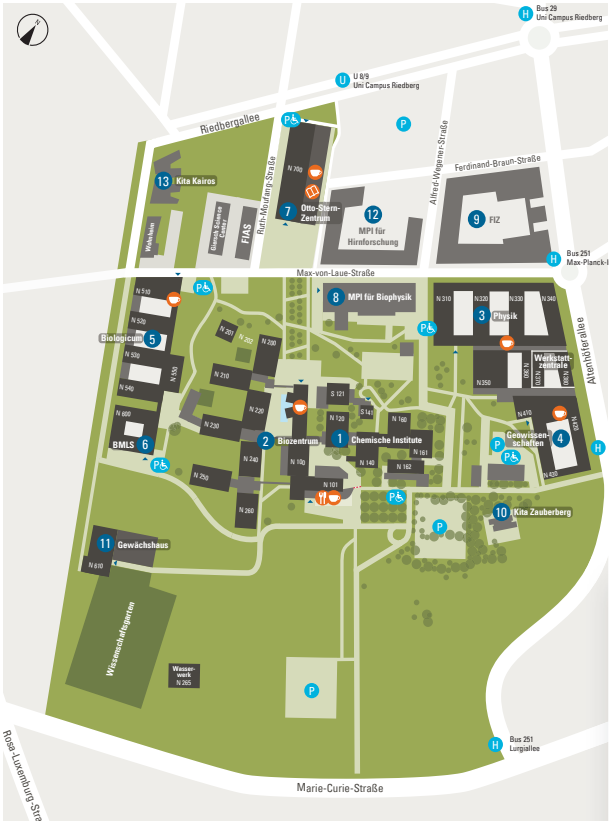 N
H
Bus 29
Uni Campus Riedberg
U
U 8/9
Uni Campus Riedberg
Riedbergallee
P
P
Alfred-Wegener-Straße
Ferdinand-Braun-Straße
Ruth-Moufang-Straße
N 700
13
Kita Kairos
7
Otto-Stern-
Zentrum
12
MPI für
Hirnforschung
9
FIZ
Wohnheim
Giersch Science
Center
FIAS
H
Bus 251
Max-Planck-I
Max-von-Laue-Straße
N 510
P
8
MPI für Biophysik
N 310
N 320
N 330
N 340
3
Physik
P
N 520
Biologicum
5
N 530
N 540
N 550
N 201
N 202
N 200
N 210
N 220
N 230
N 240
N 250
N 260
S 121
S 141
N 120
N 160
N 161
N 162
N 140
N 100
N 101
2
Biozentrum
1
Chemische Institute
N 350
N 360
N 370
N 380
Werkstatt-
zentrale
Altenhöferallee
N 410
N 420
N 430
Geowissen-
schaften
4
P
P
H
N 600
BMLS
6
P
P
P
10
Kita Zauberberg
11
Gewächshaus
N 610
Wissenschaftsgarten
Wasser-
werk
N 265
P
H
Bus 251
Lurgiallee
Rosa-Luxemburg-Stra
Marie-Curie-Straße